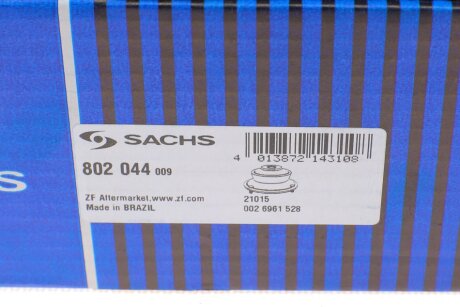 SACHS
4 013872 143108
802 044 009
ZF Aftermarket,www.zf.com
Made in BRAZIL
21015
002 6961 528
S